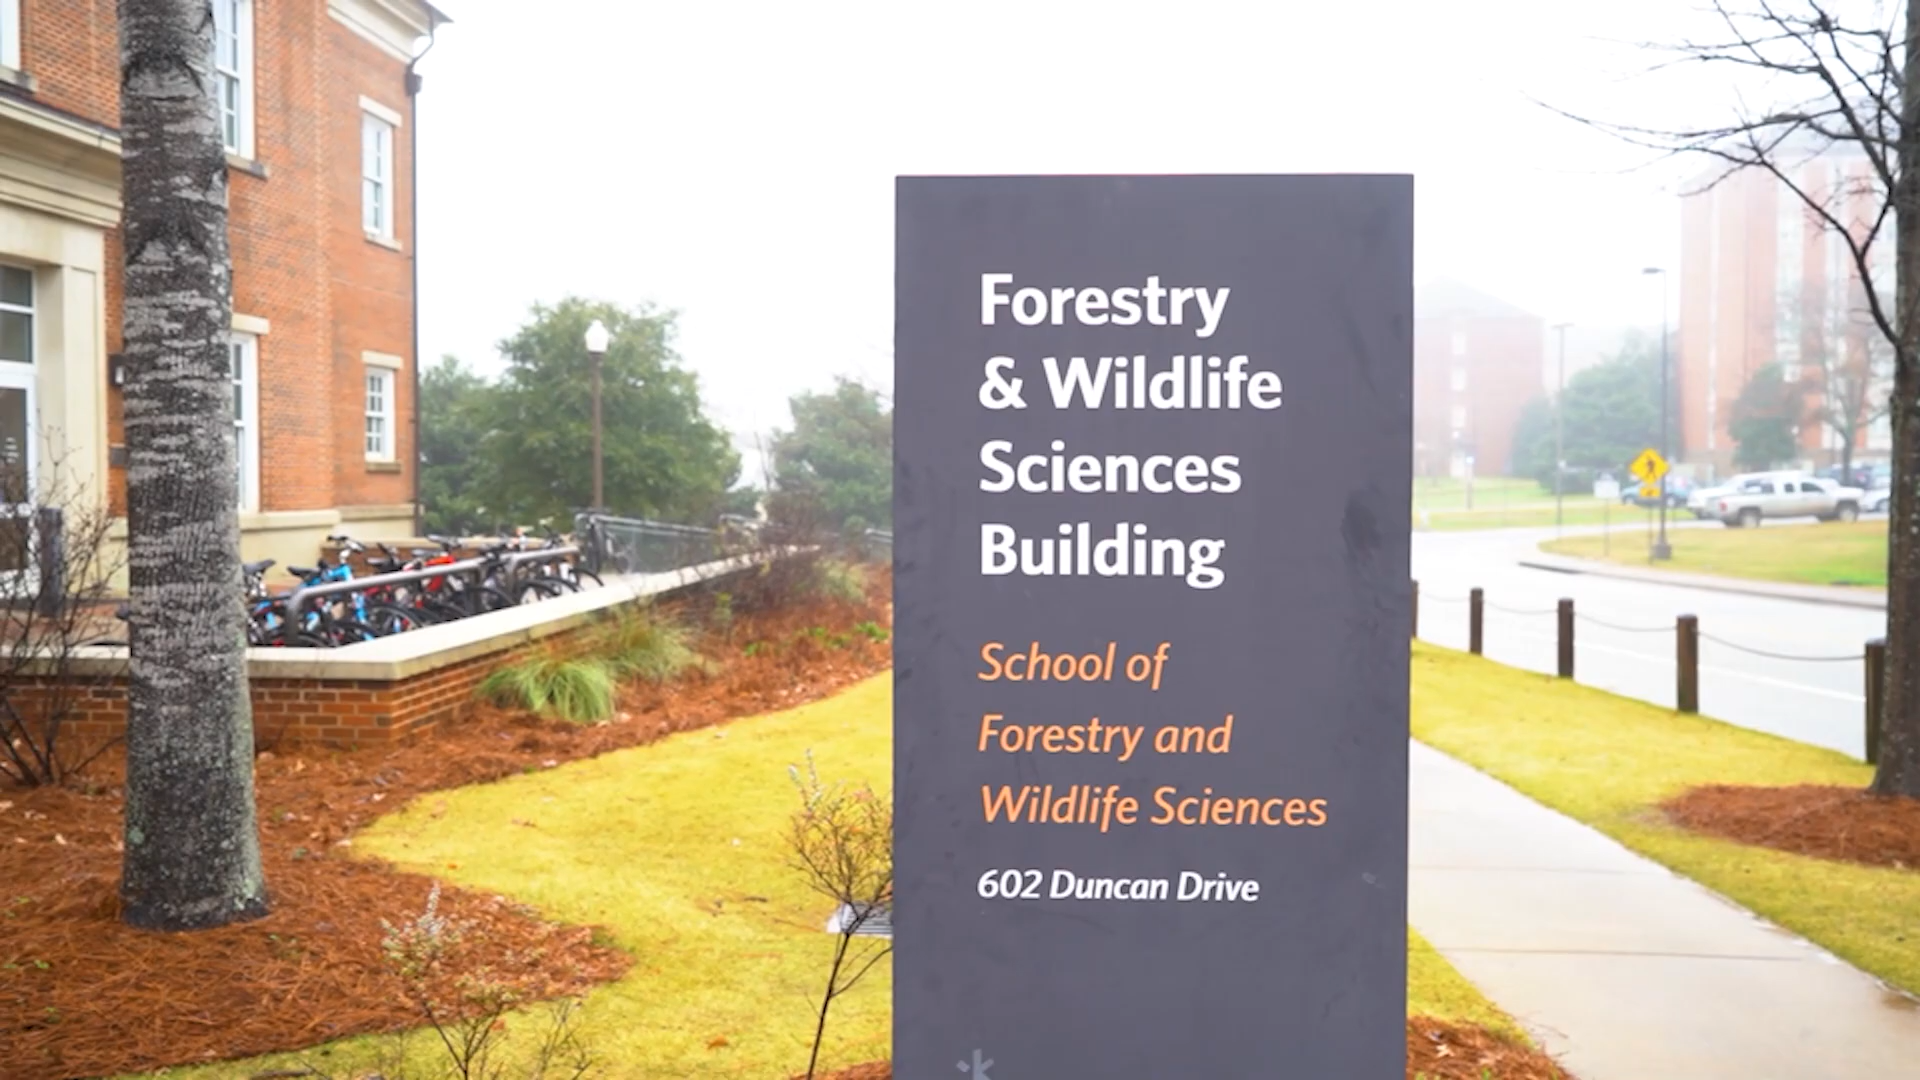 Forestry
& Wildlife
Sciences
Building
School of
Forestry and
Wildlife Sciences
602 Duncan Drive